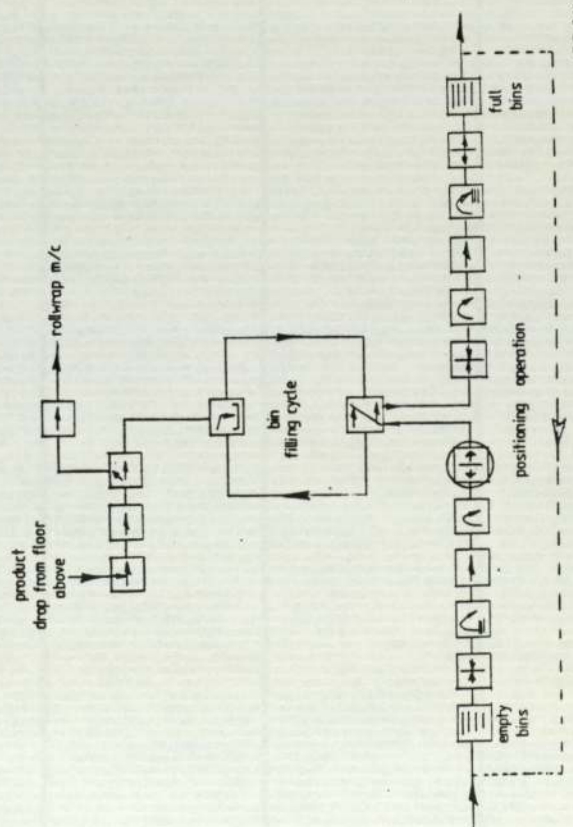 product
drop from floor
above
rollwrap m/c
bin
filling cycle
full
bins
positioning operation
empty
bins